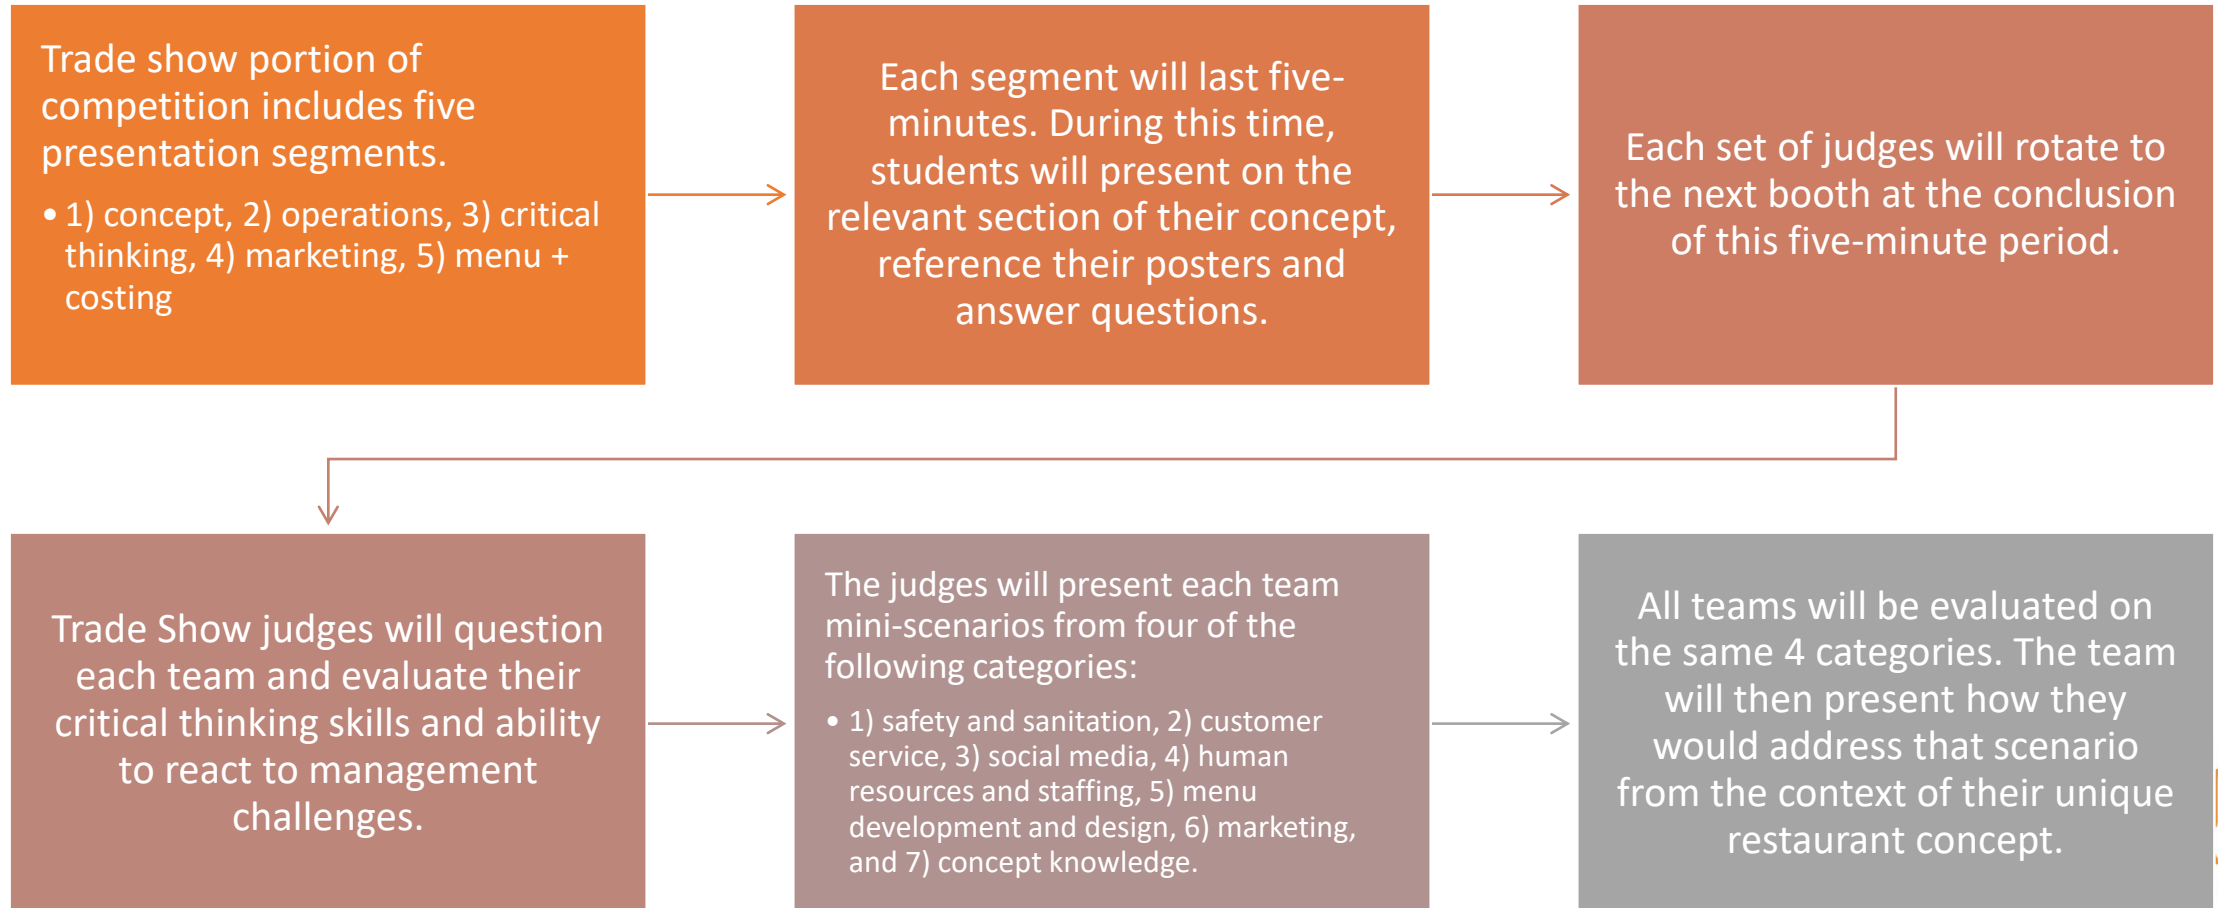 Trade show portion of
competition includes five
presentation segments.
• 1) concept, 2) operations, 3) critical
thinking, 4) marketing, 5) menu +
costing
Each segment will last five-
minutes. During this time,
students will present on the
relevant section of their concept,
reference their posters and
answer questions.
Each set of judges will rotate to
the next booth at the conclusion
of this five-minute period.
Trade Show judges will question
each team and evaluate their
critical thinking skills and ability
to react to management
challenges.
The judges will present each team
mini-scenarios from four of the
following categories:
• 1) safety and sanitation, 2) customer
service, 3) social media, 4) human
resources and staffing, 5) menu
development and design, 6) marketing,
and 7) concept knowledge.
All teams will be evaluated on
the same 4 categories. The team
will then present how they
would address that scenario
from the context of their unique
restaurant concept.